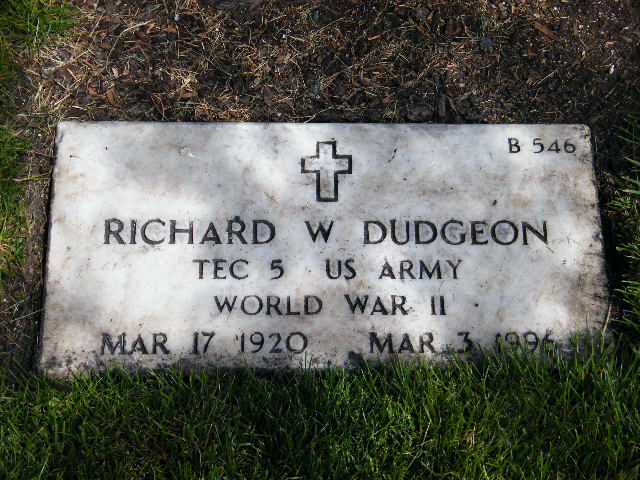 B 546
RICHARD W DUDGEON
TEC 5 US ARMY
WORLD WAR II
MAR 17 1920 MAR 3 1996